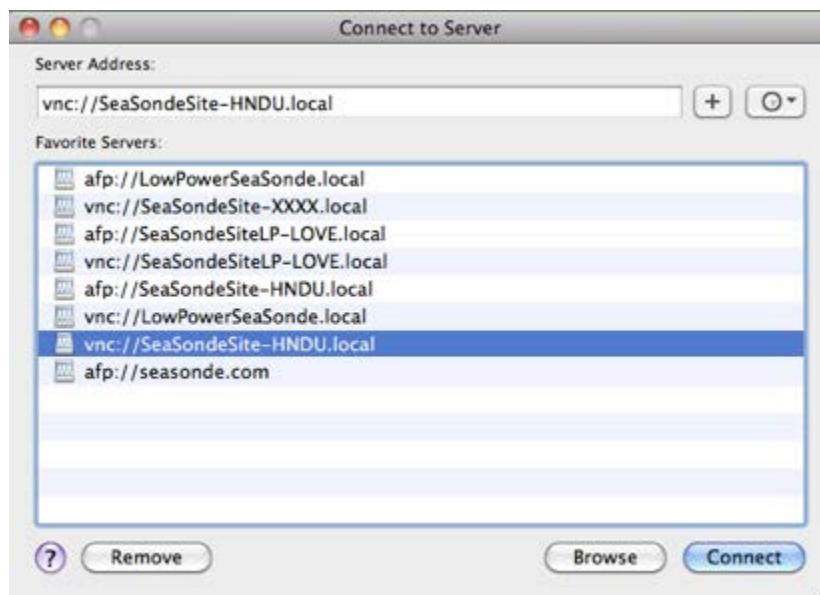 Connect to Server
Server Address:
vnc://SeaSondeSite-HNDU.local
+
Favorite Servers:
afp://LowPowerSeaSonde.local
vnc://SeaSondeSite-XXXX.local
afp://SeaSondeSiteLP-LOVE.local
vnc://SeaSondeSiteLP-LOVE.local
afp://SeaSondeSite-HNDU.local
vnc://LowPowerSeaSonde.local
vnc://SeaSondeSite-HNDU.local
afp://seasonde.com
? Remove Browse Connect